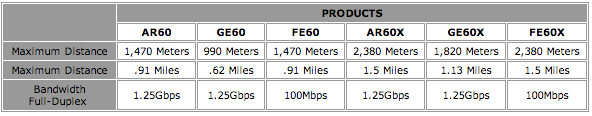 PRODUCTS
AR60 GE60 FE60 AR60X GE60X FE60X
Maximum Distance 1,470 Meters 990 Meters 1,470 Meters 2,380 Meters 1,820 Meters 2,380 Meters
Maximum Distance .91 Miles .62 Miles .91 Miles 1.5 Miles 1.13 Miles 1.5 Miles
Bandwidth
Full-Duplex 1.25Gbps 1.25Gbps 100Mbps 1.25Gbps 1.25Gbps 100Mbps